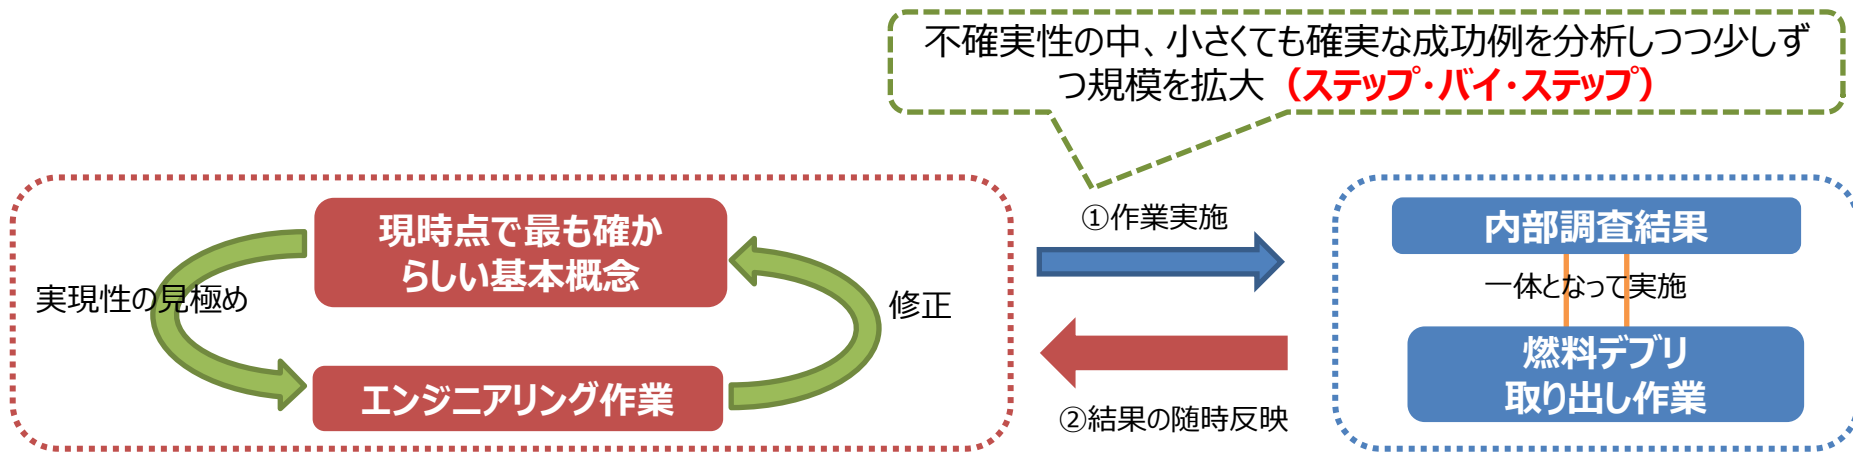 不確実性の中、小さくても確実な成功例を分析しつつ少しず
つ規模を拡大（ステップ・バイ・ステップ）
現時点で最も確か
らしい基本概念
実現性の見極め
修正
エンジニアリング作業
①作業実施
②結果の随時反映
内部調査結果
一体となって実施
燃料デブリ
取り出し作業